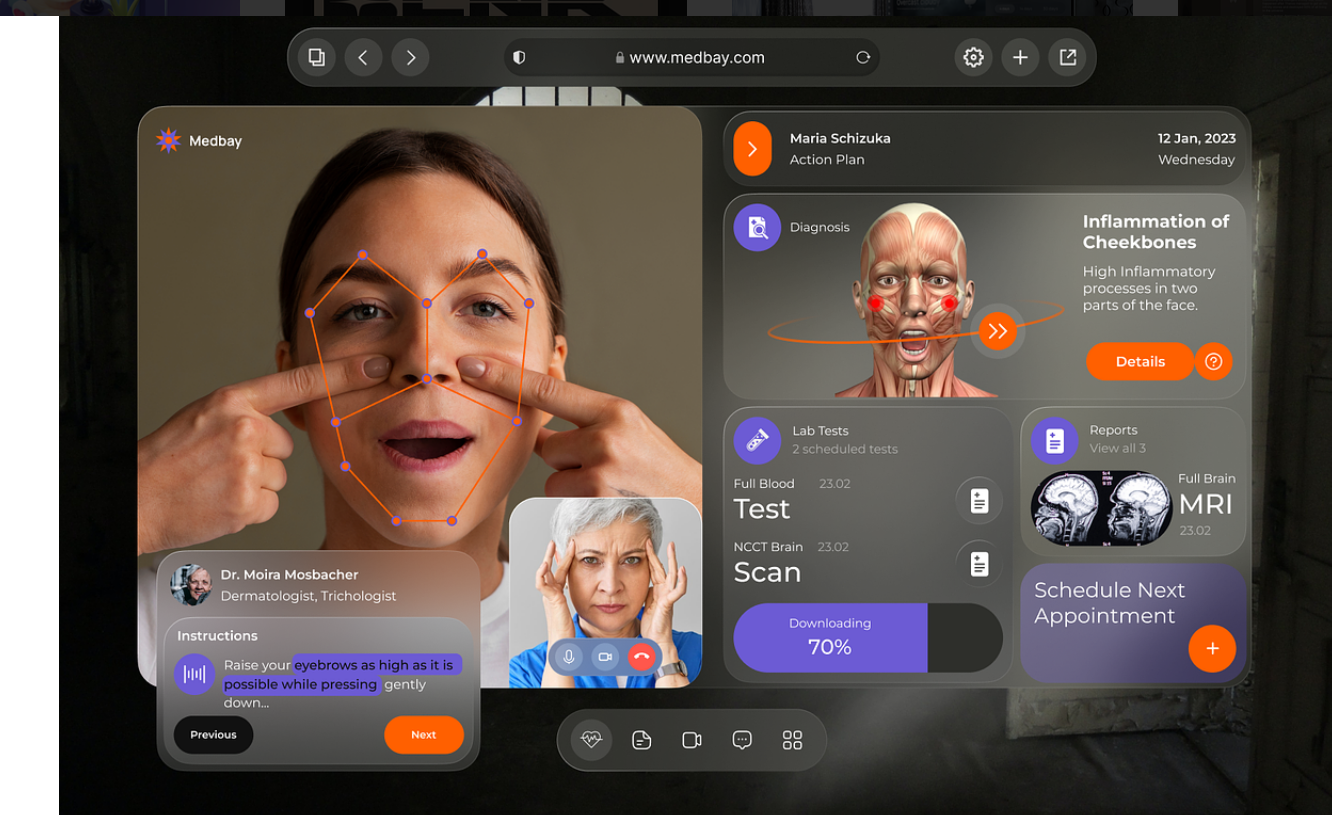 www.medbay.com
Medbay
Maria Schizuka
Action Plan
12 Jan, 2023
Wednesday
Diagnosis
Inflammation of
Cheekbones
High Inflammatory
processes in two
parts of the face.
Details
Lab Tests
2 scheduled tests
Full Blood 23.02
Test
NCCT Brain 23.02
Scan
Downloading
70%
Reports
View all 3
Full Brain
MRI
23.02
Schedule Next
Appointment
Dr. Moira Mosbacher
Dermatologist, Trichologist
Instructions
Raise your eyebrows as high as it is
possible while pressing gently
down...
Previous
Next